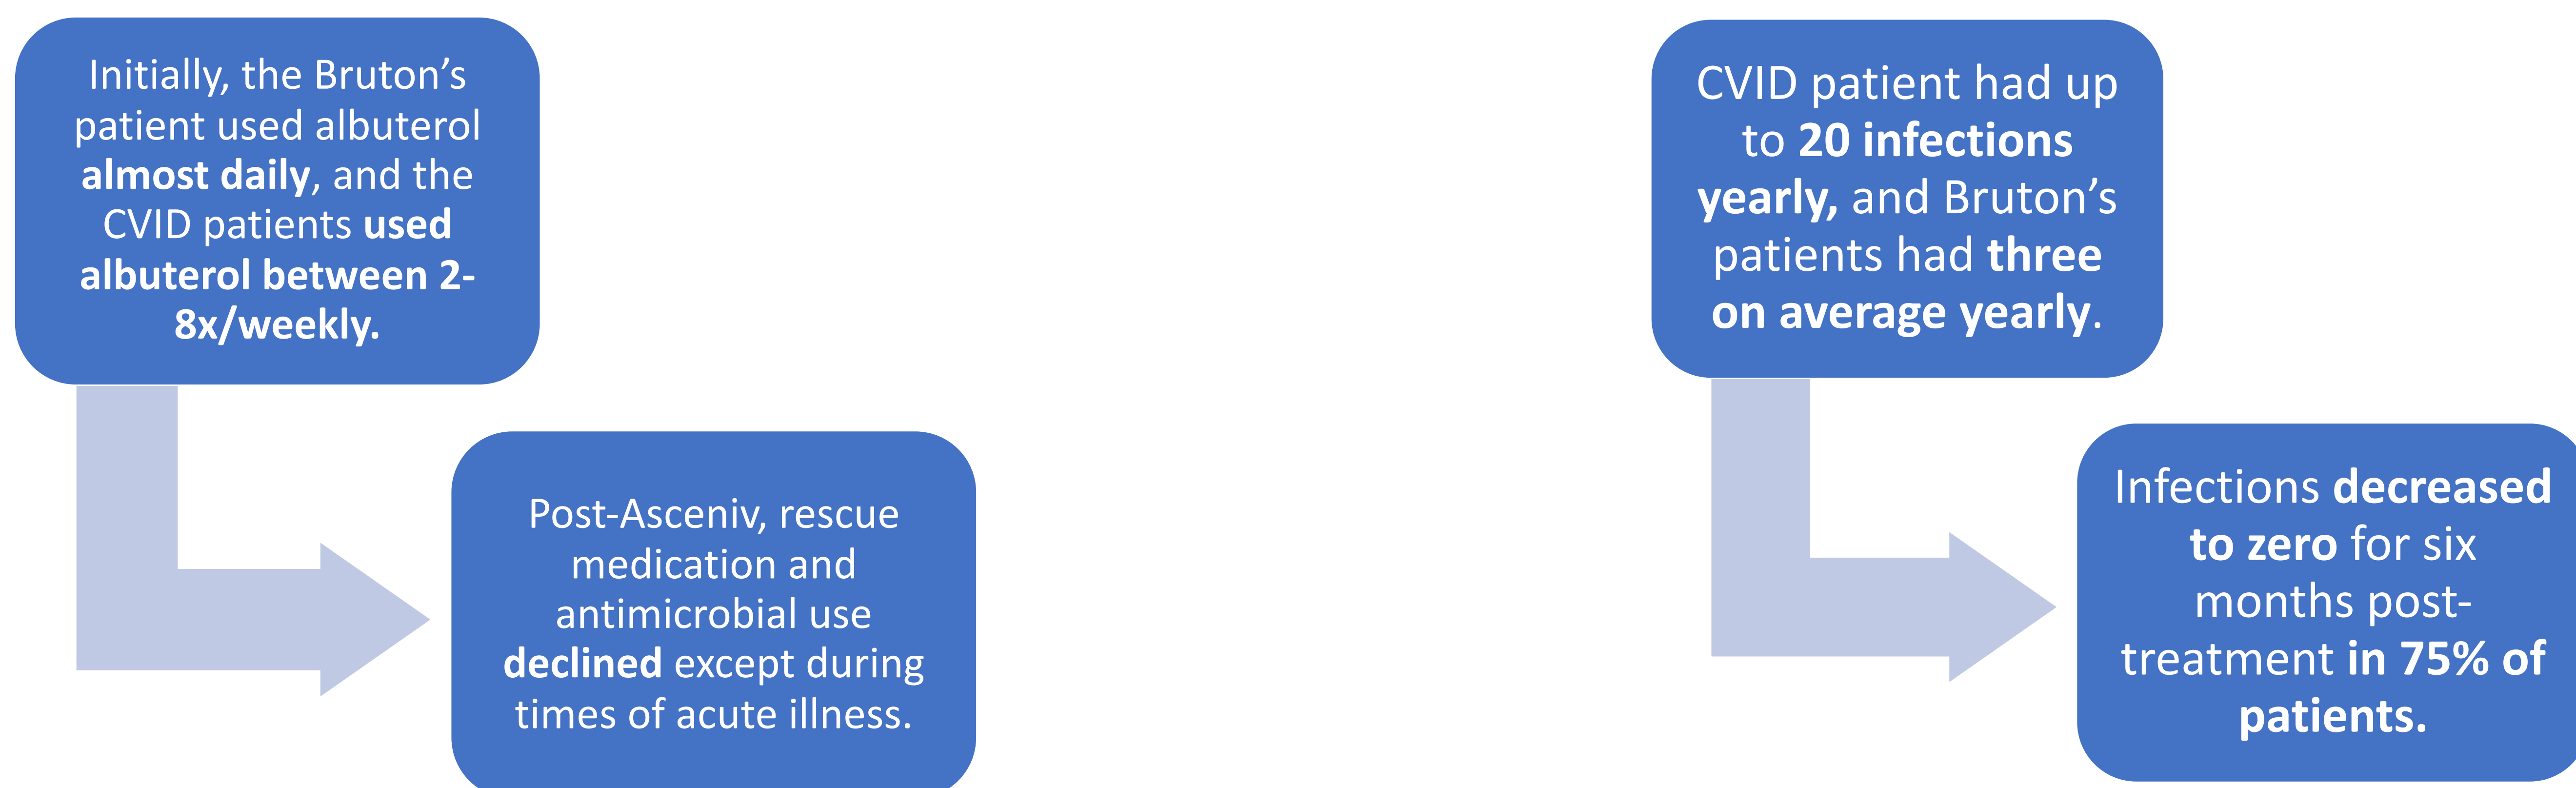 Initially, the Bruton’s
patient used albuterol
almost daily, and the
CVID patients used
albuterol between 2-
8x/weekly.
Post-Asceniv, rescue
medication and
antimicrobial use
declined except during
times of acute illness.
CVID patient had up
to 20 infections
yearly, and Bruton’s
patients had three
on average yearly.
Infections decreased
to zero for six
months post-
treatment in 75% of
patients.